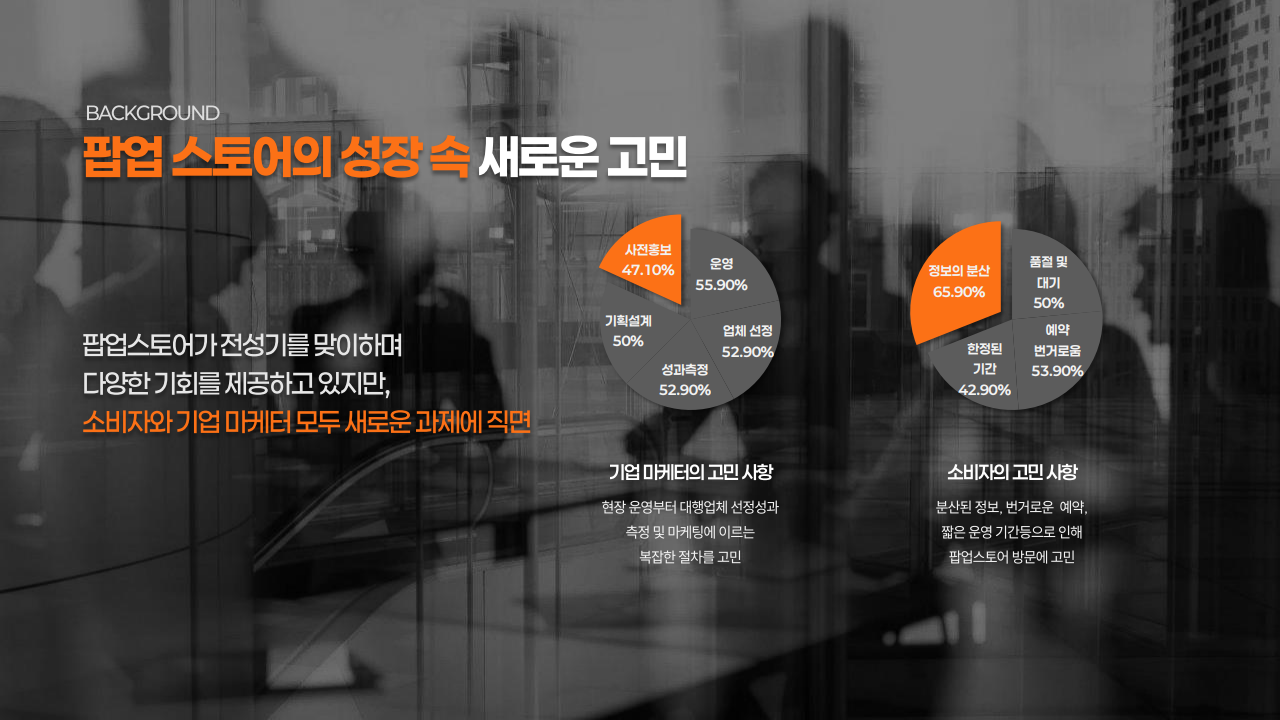 BACKGROUND
팝업 스토어의 성장 속 새로운 고민
팝업스토어가 전성기를 맞이하며
다양한 기회를 제공하고 있지만,
소비자와 기업 마케터 모두 새로운 과제에 직면
사전홍보
47.10%
운영
55.90%
기획설계
50%
업체 선정
52.90%
성과측정
52.90%
기업 마케터의 고민 사항
현장 운영부터 대행업체 선정성과
측정 및 마케팅에 이르는
복잡한 절차를 고민
정보의 분산
65.90%
품절 및
대기
50%
예약
번거로움
53.90%
한정된
기간
42.90%
소비자의 고민 사항
분산된 정보, 번거로운 예약,
짧은 운영 기간등으로 인해
팝업스토어 방문에 고민